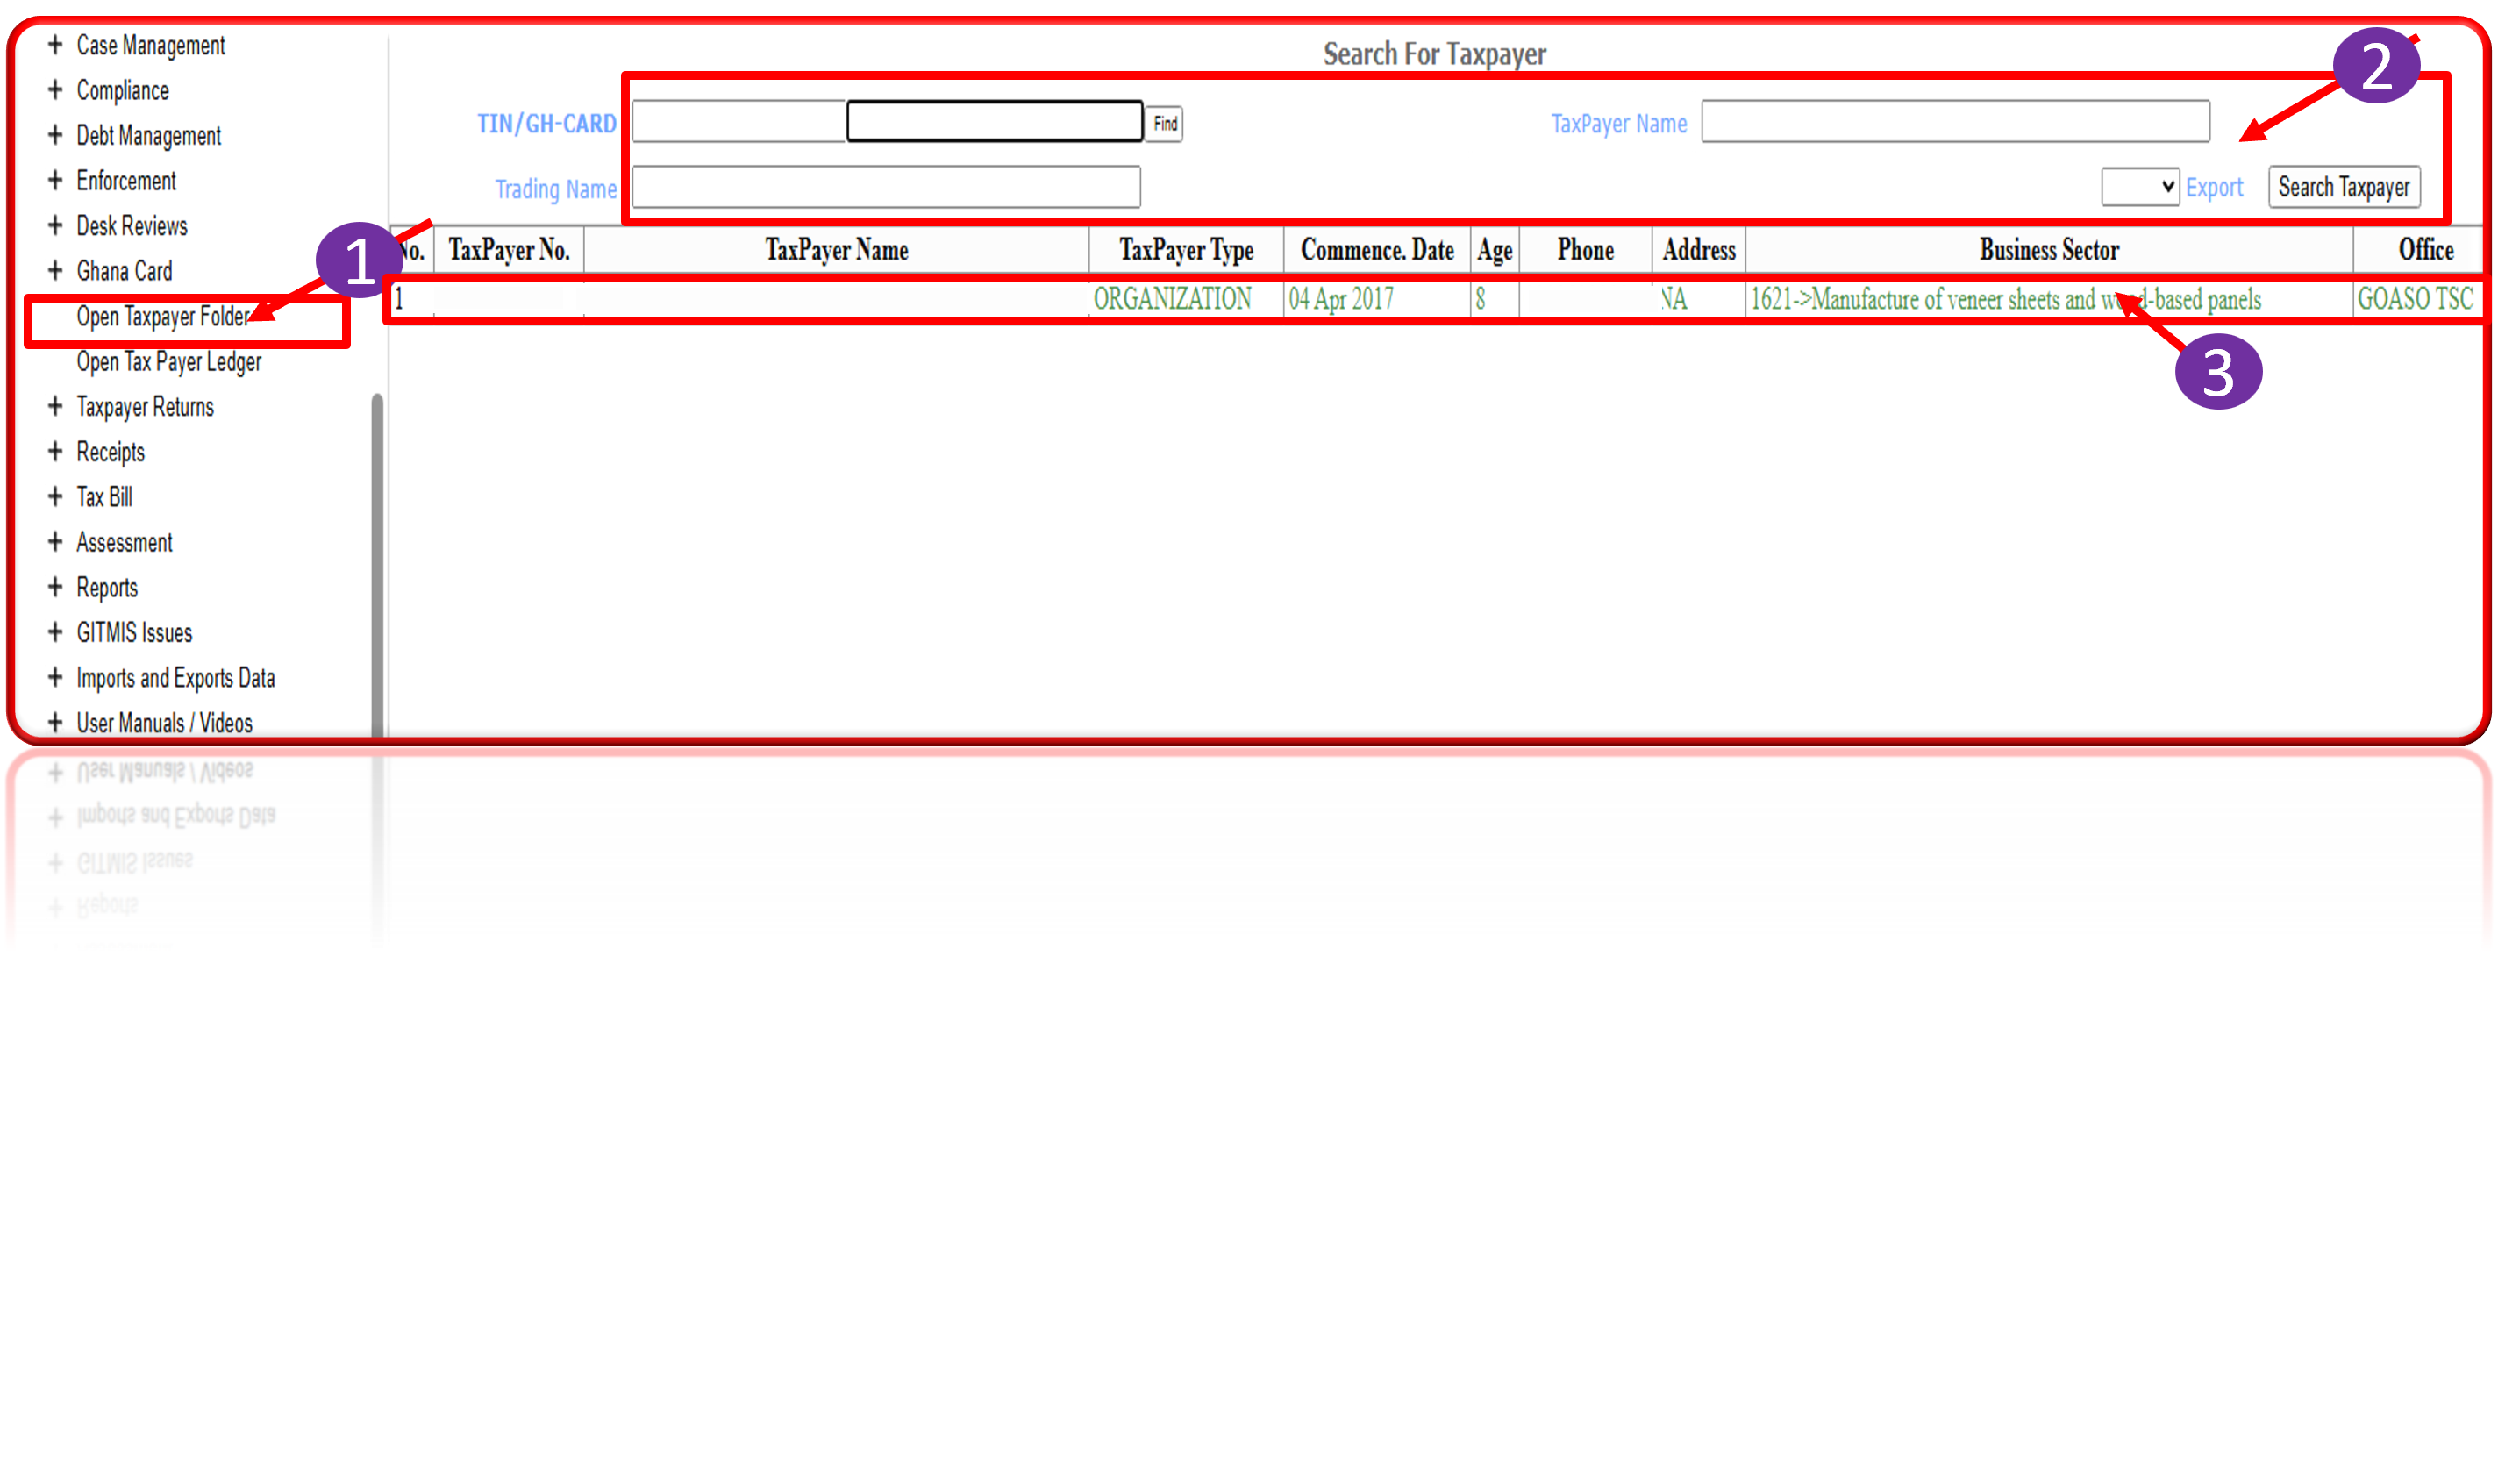 + Case Management
+ Compliance
+ Debt Management
+ Enforcement
+ Desk Reviews
+ Ghana Card
Open Taxpayer Folder
Open Tax Payer Ledger
+ Taxpayer Returns
+ Receipts
+ Tax Bill
+ Assessment
+ Reports
+ GITMIS Issues
+ Imports and Exports Data
+ User Manuals / Videos
1
Search For Taxpayer
2
TIN/GH-CARD Find TaxPayer Name
Trading Name Export Search Taxpayer
No. TaxPayer No. TaxPayer Name TaxPayer Type Commence. Date Age Phone Address Business Sector Office
1 ORGANIZATION 04 Apr 2017 8 NA 1621->Manufacture of veneer sheets and wood-based panels GOASO TSC
3